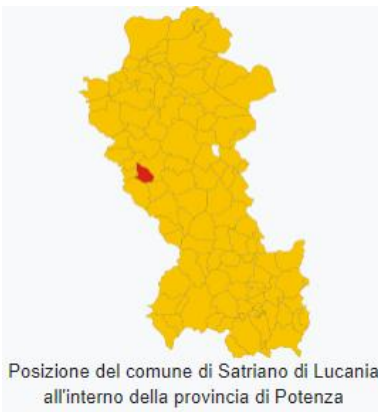 Posizione del comune di Satriano di Lucania
all'interno della provincia di Potenza